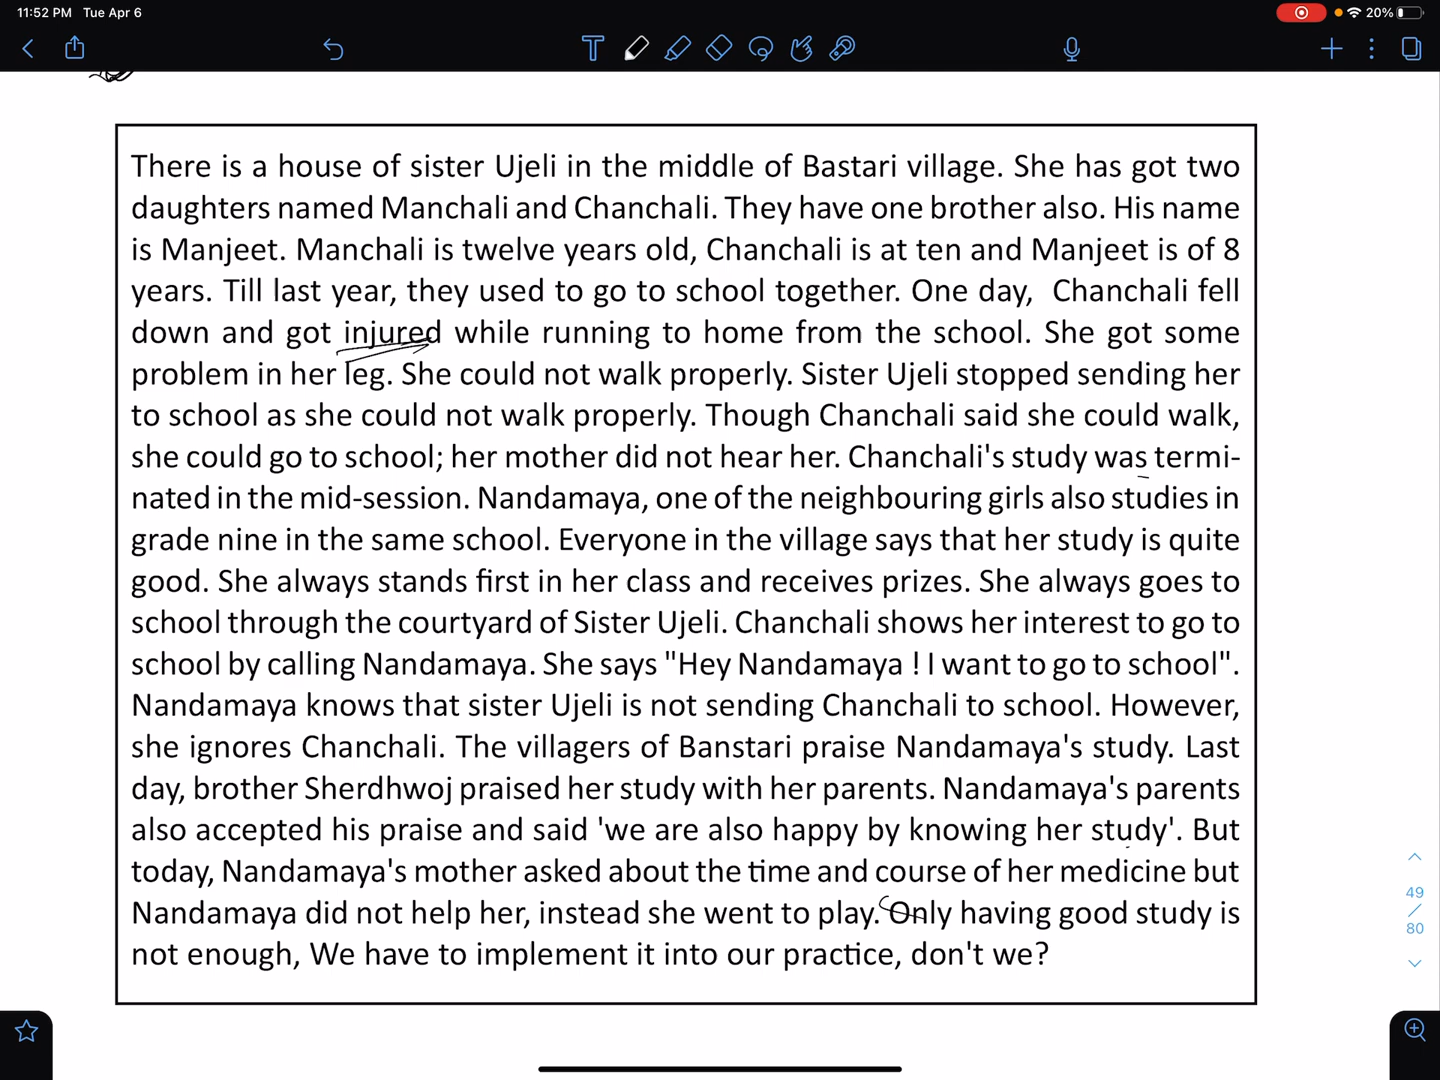 11:52 PM Tue Apr 6
20%
There is a house of sister Ujeli in the middle of Bastari village. She has got two
daughters named Manchali and Chanchali. They have one brother also. His name
is Manjeet. Manchali is twelve years old, Chanchali is at ten and Manjeet is of 8
years. Till last year, they used to go to school together. One day, Chanchali fell
down and got injured while running to home from the school. She got some
problem in her leg. She could not walk properly. Sister Ujeli stopped sending her
to school as she could not walk properly. Though Chanchali said she could walk,
she could go to school; her mother did not hear her. Chanchali's study was termi-
nated in the mid-session. Nandamaya, one of the neighbouring girls also studies in
grade nine in the same school. Everyone in the village says that her study is quite
good. She always stands first in her class and receives prizes. She always goes to
school through the courtyard of Sister Ujeli. Chanchali shows her interest to go to
school by calling Nandamaya. She says "Hey Nandamaya ! I want to go to school".
Nandamaya knows that sister Ujeli is not sending Chanchali to school. However,
she ignores Chanchali. The villagers of Banstari praise Nandamaya's study. Last
day, brother Sherdhwoj praised her study with her parents. Nandamaya's parents
also accepted his praise and said 'we are also happy by knowing her study'. But
today, Nandamaya's mother asked about the time and course of her medicine but
Nandamaya did not help her, instead she went to play. Only having good study is
not enough, We have to implement it into our practice, don't we?
49
/
80